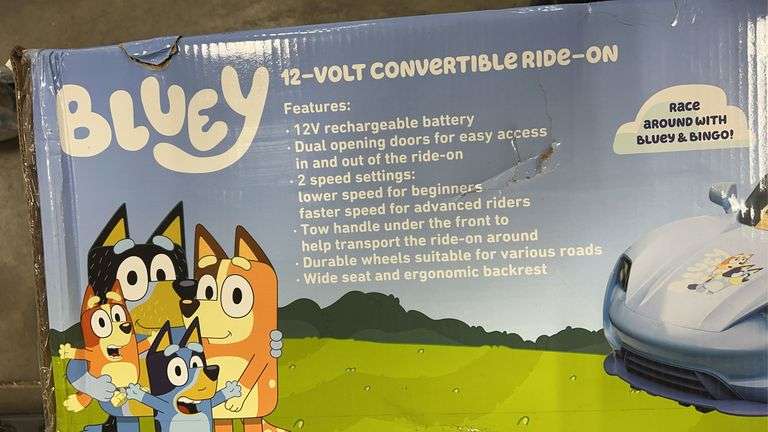 BLUEY
12-VOLT CONVERTIBLE RIDE-ON
Features:
· 12V rechargeable battery
· Dual opening doors for easy access
in and out of the ride-on
· 2 speed settings:
lower speed for beginners
faster speed for advanced riders
· Tow handle under the front to
help transport the ride-on around
· Durable wheels suitable for various roads
· Wide seat and ergonomic backrest
RACE
AROUND WITH
BLUEY & BINGO!